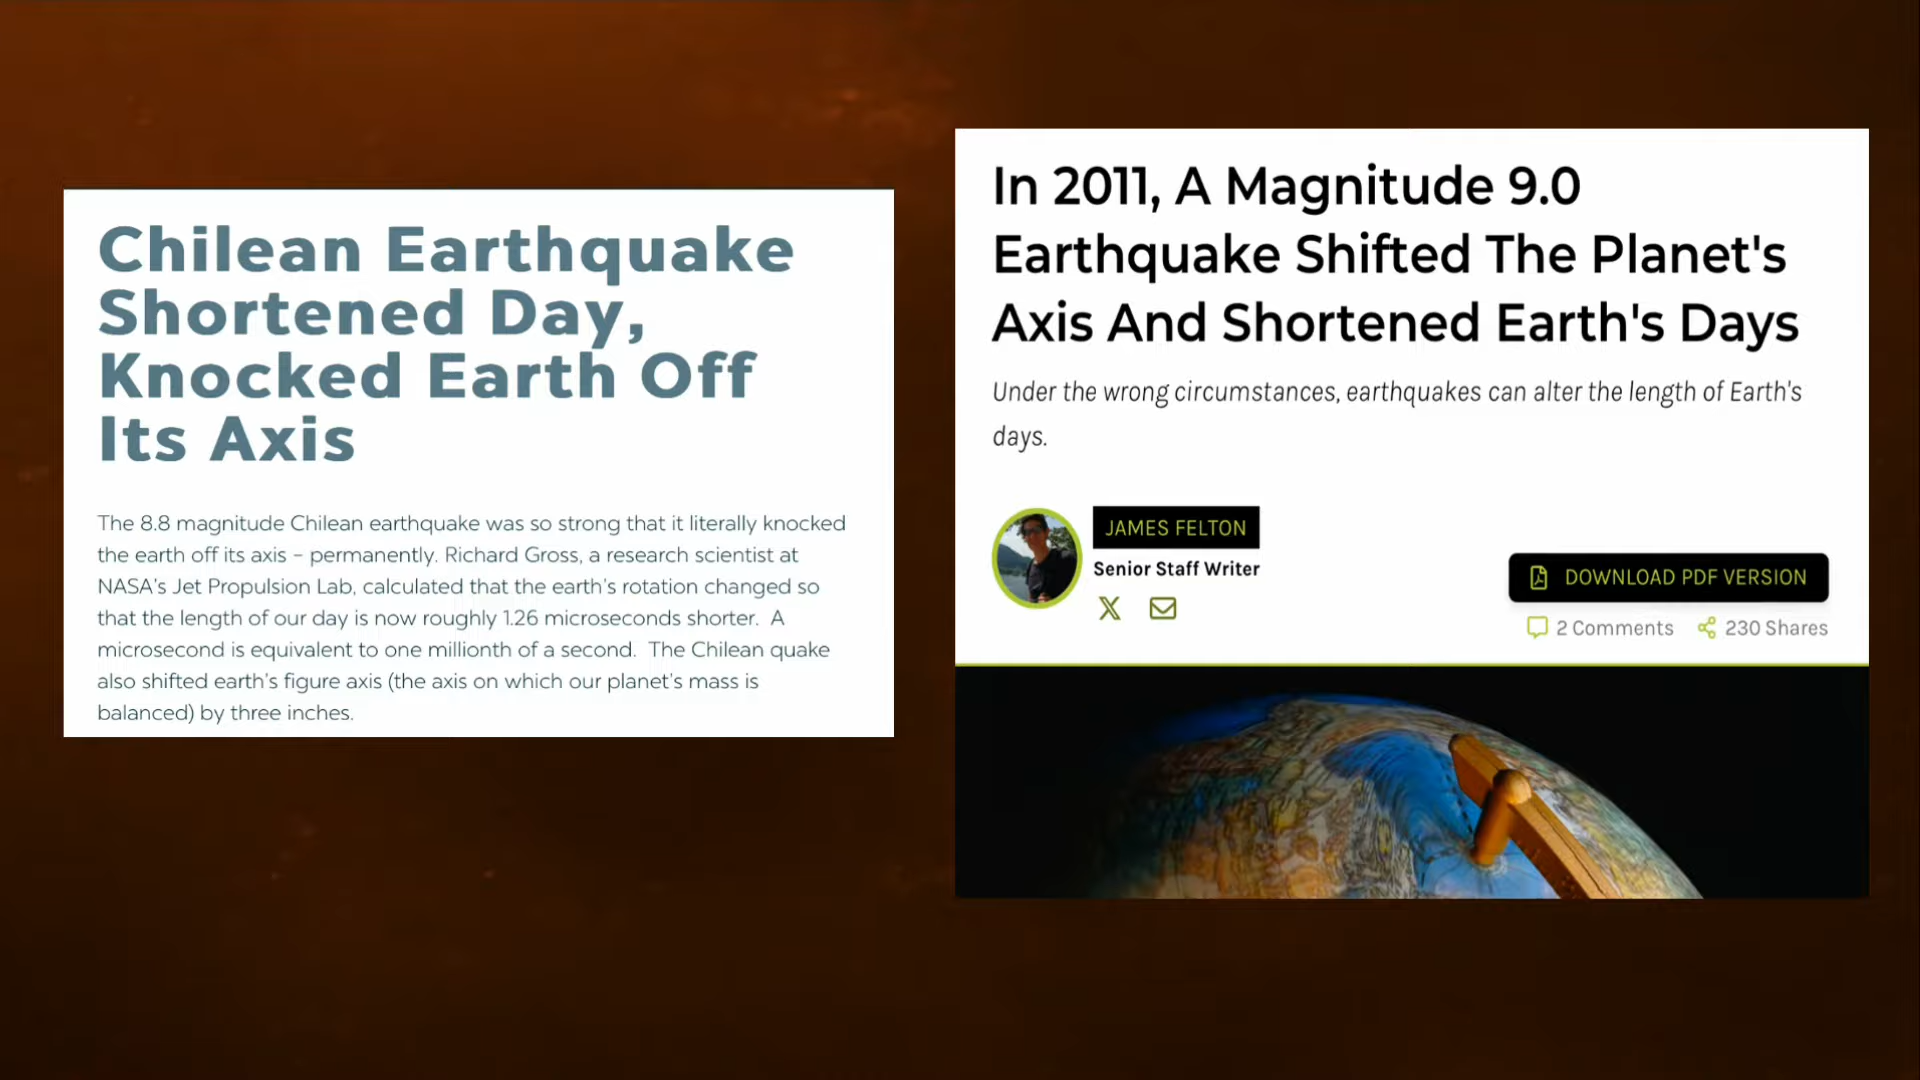 Chilean Earthquake
Shortened Day,
Knocked Earth Off
Its Axis
The 8.8 magnitude Chilean earthquake was so strong that it literally knocked
the earth off its axis – permanently. Richard Gross, a research scientist at
NASA's Jet Propulsion Lab, calculated that the earth's rotation changed so
that the length of our day is now roughly 1.26 microseconds shorter.  A
microsecond is equivalent to one millionth of a second.  The Chilean quake
also shifted earth's figure axis (the axis on which our planet's mass is
balanced) by three inches.
In 2011, A Magnitude 9.0
Earthquake Shifted The Planet's
Axis And Shortened Earth's Days
Under the wrong circumstances, earthquakes can alter the length of Earth's
days.
JAMES FELTON
Senior Staff Writer
DOWNLOAD PDF VERSION
2 Comments 230 Shares